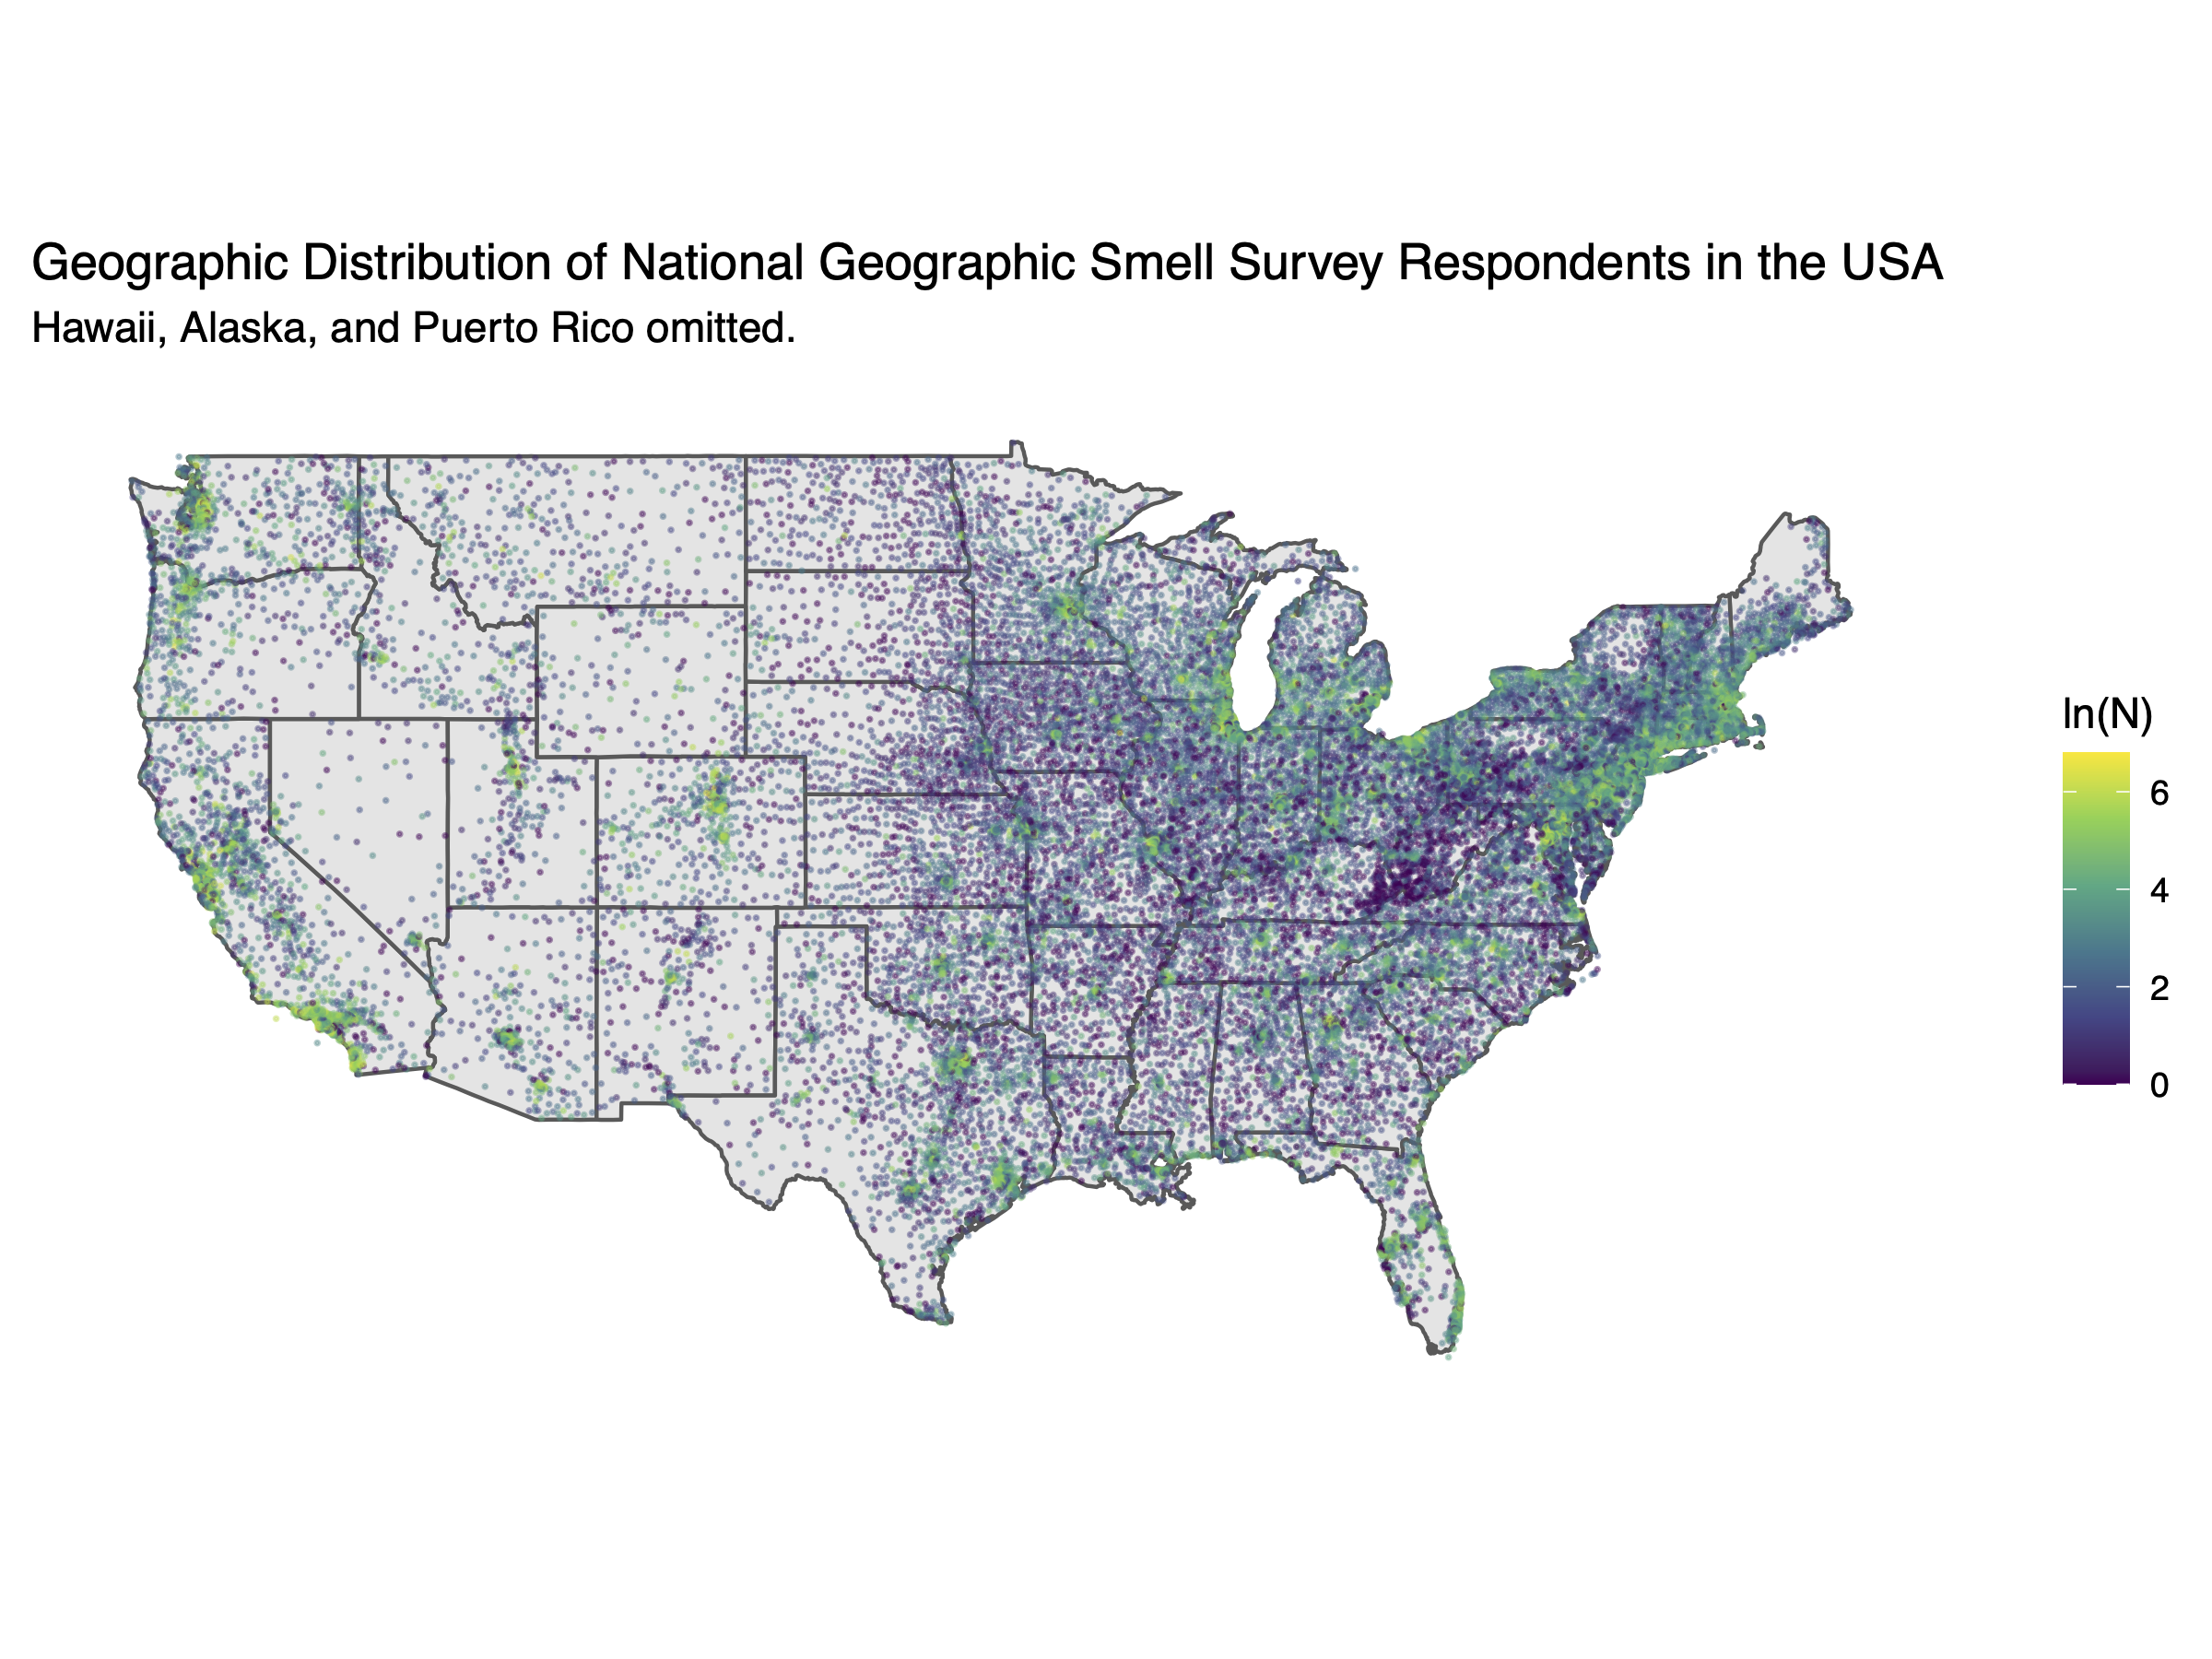 Geographic Distribution of National Geographic Smell Survey Respondents in the USA
Hawaii, Alaska, and Puerto Rico omitted.
ln(N)
6
4
2
0